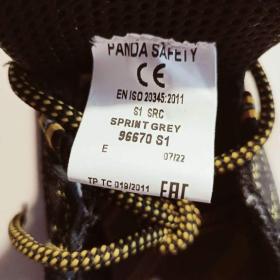 PANDA SAFETY
CE
EN ISO 20345:2011
S1 SRC
SPRINT GREY
96670 S1
E 07/22
TP TC 019/2011 EAC